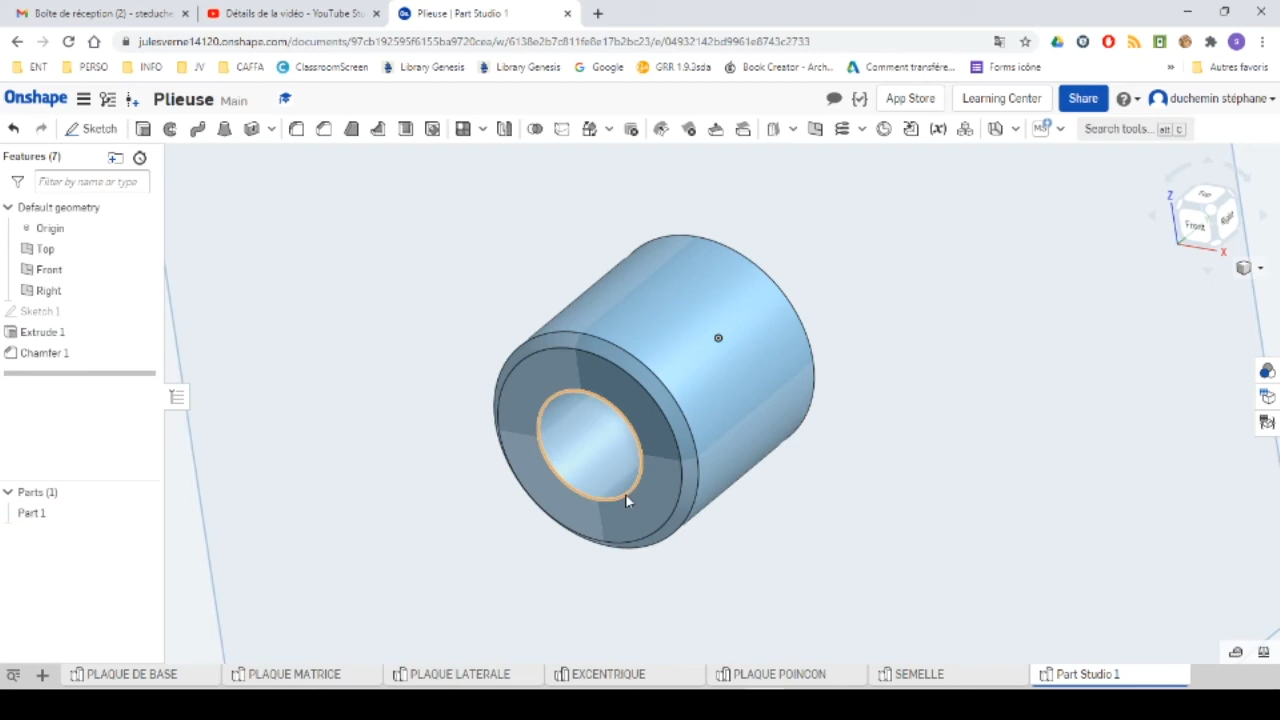 Boîte de réception (2) - steduche
Détails de la vidéo - YouTube Stu
Plieuse | Part Studio 1
julesverne14120.onshape.com/documents/97cb192595f6155ba9720cea/w/6138e2b7c811fe8e17b2bc23/e/04932142bd9961e8743c2733
ENT
PERSO
INFO
JV
CAFFA
ClassroomScreen
Library Genesis
Library Genesis
Google
GRR 1.9.3sda
Book Creator - Arch...
Comment transfére...
Forms icône
»
Autres favoris
Onshape
Plieuse Main
App Store
Learning Center
Share
duchemin stéphane
Sketch
Search tools... alt C
Features (7)
Filter by name or type
Default geometry
Origin
Top
Front
Right
Sketch 1
Extrude 1
Chamfer 1
Parts (1)
Part 1
Z
Top
Front
Right
X
PLAQUE DE BASE
PLAQUE MATRICE
PLAQUE LATERALE
EXCENTRIQUE
PLAQUE POINCON
SEMELLE
Part Studio 1